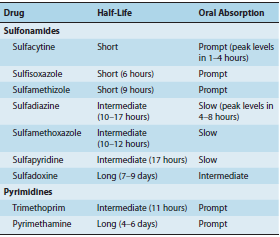 Drug Half-Life Oral Absorption
Sulfonamides
Sulfacytine Short Prompt (peak levels
in 1–4 hours)
Sulfisoxazole Short (6 hours) Prompt
Sulfamethizole Short (9 hours) Prompt
Sulfadiazine Intermediate Slow (peak levels in
(10–17 hours) 4–8 hours)
Sulfamethoxazole Intermediate Slow
(10–12 hours)
Sulfapyridine Intermediate (17 hours) Slow
Sulfadoxine Long (7–9 days) Intermediate
Pyrimidines
Trimethoprim Intermediate (11 hours) Prompt
Pyrimethamine Long (4–6 days) Prompt